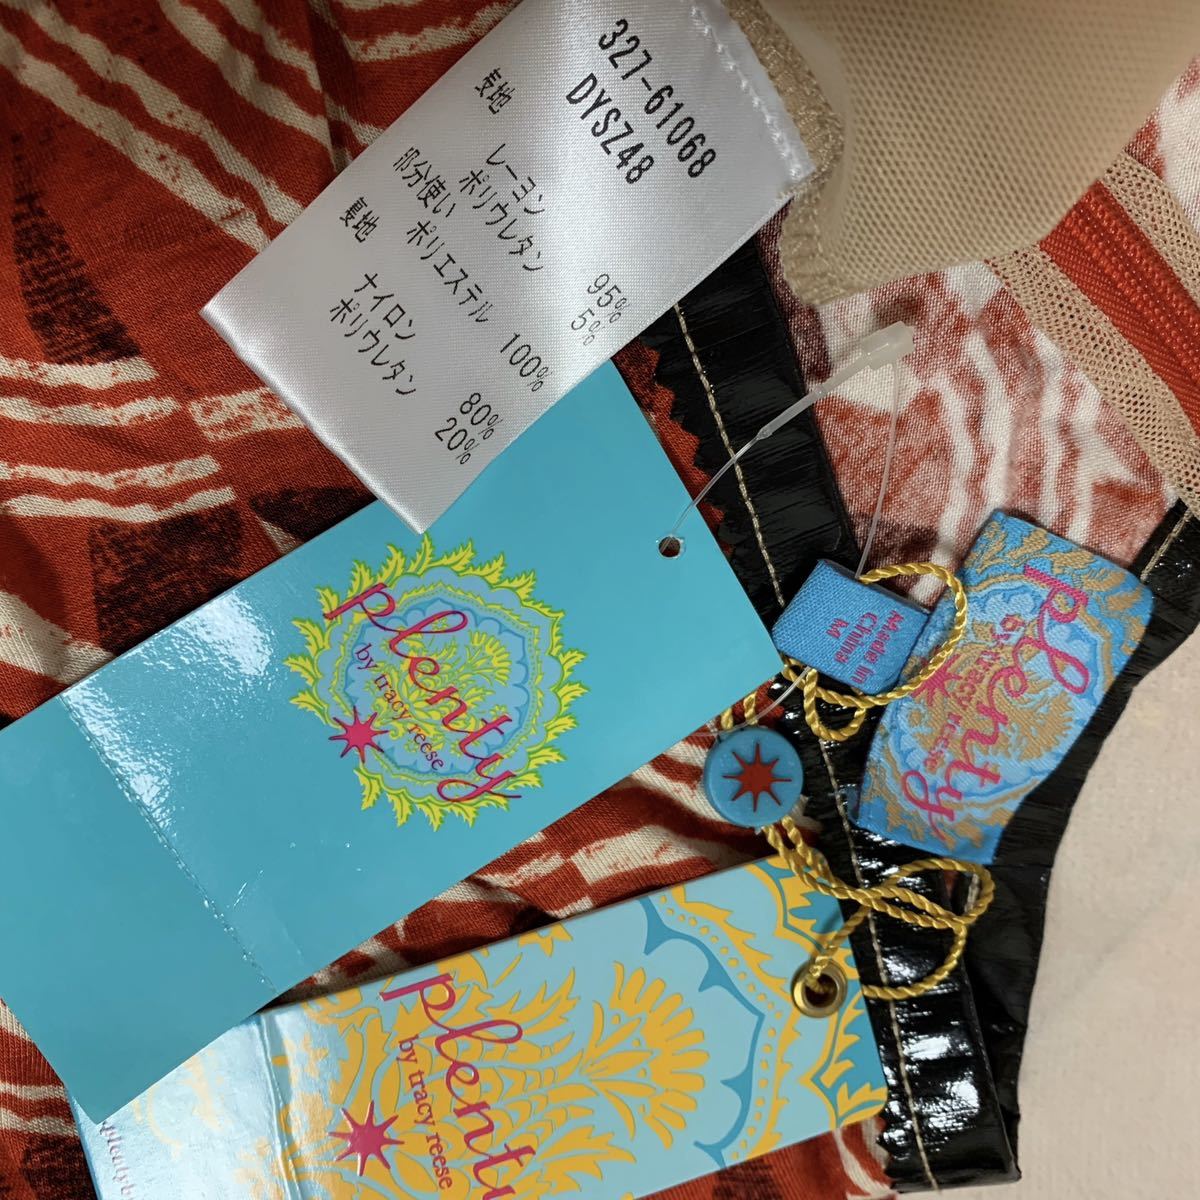 327-61068
DYSZ48
表地
レーヨン 95%
ポリウレタン 5%
部分使い ポリエステル 100%
裏地
ナイロン 80%
ポリウレタン 20%
plenty
by tracy reese
Made in
China
M
plenty
by tracy reese
plenty
by tracy reese